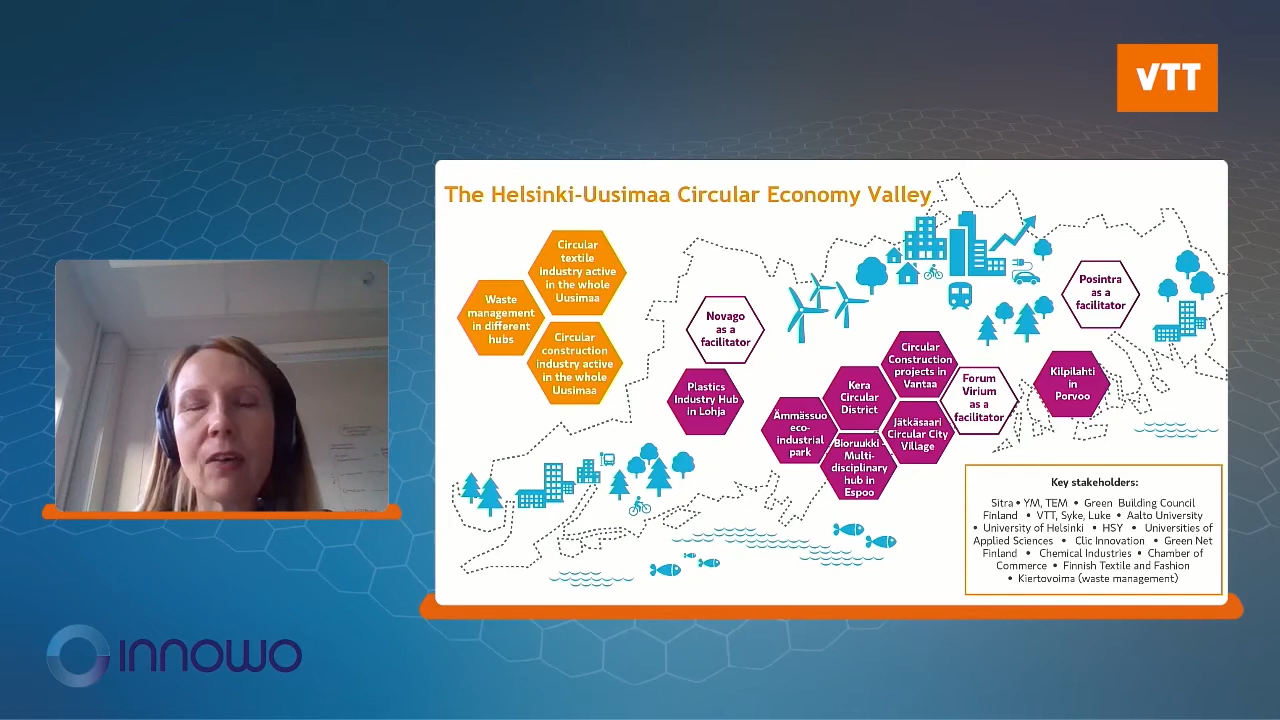 VTT
The Helsinki-Uusimaa Circular Economy Valley
Circular
textile
industry active
in the whole
Uusimaa
Waste
management
in different
hubs
Circular
construction
industry active
in the whole
Uusimaa
Novago
as a
facilitator
Plastics
Industry Hub
in Lohja
Ämmässuo
eco-
industrial
park
Kera
Circular
District
Bioruukki -
Multi-
disciplinary
hub in
Espoo
Circular
Construction
projects in
Vantaa
Jätkäsaari
Circular City
Village
Forum
Virium
as a
facilitator
Posintra
as a
facilitator
Kilpilahti
in
Porvoo
Key stakeholders:
Sitra • YM, TEM • Green Building Council
Finland • VTT, Syke, Luke • Aalto University
• University of Helsinki • HSY • Universities of
Applied Sciences • Clic Innovation • Green Net
Finland • Chemical Industries • Chamber of
Commerce • Finnish Textile and Fashion
• Kiertovoima (waste management)
innowo